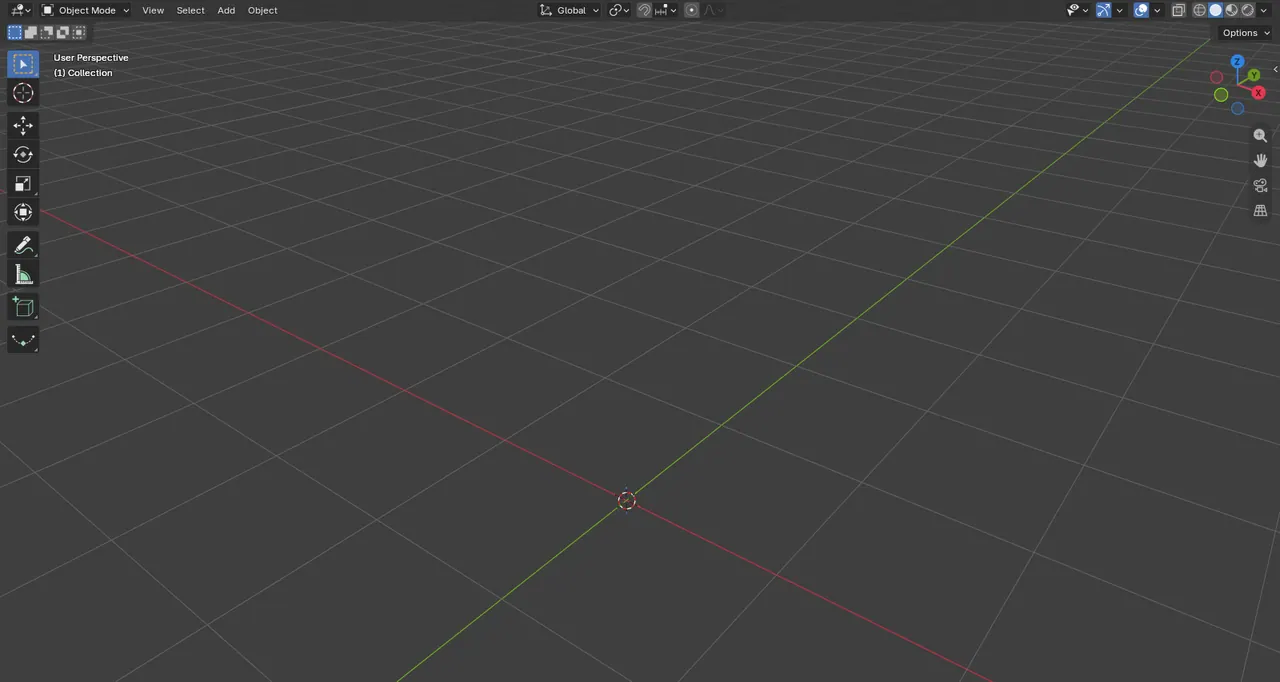 Object Mode View Select Add Object Global
Options
User Perspective
(1) Collection
Z
Y
X